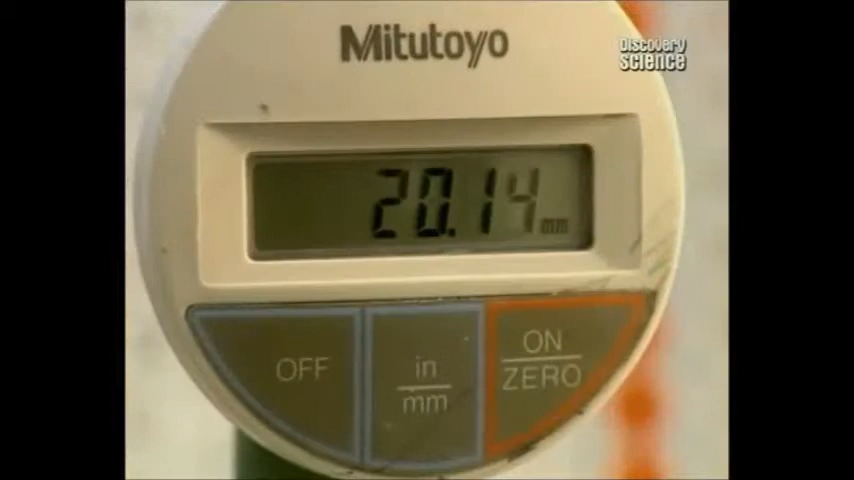 Mitutoyo
Discovery
SCIENCE
20.14 mm
OFF
in
mm
ON
ZERO